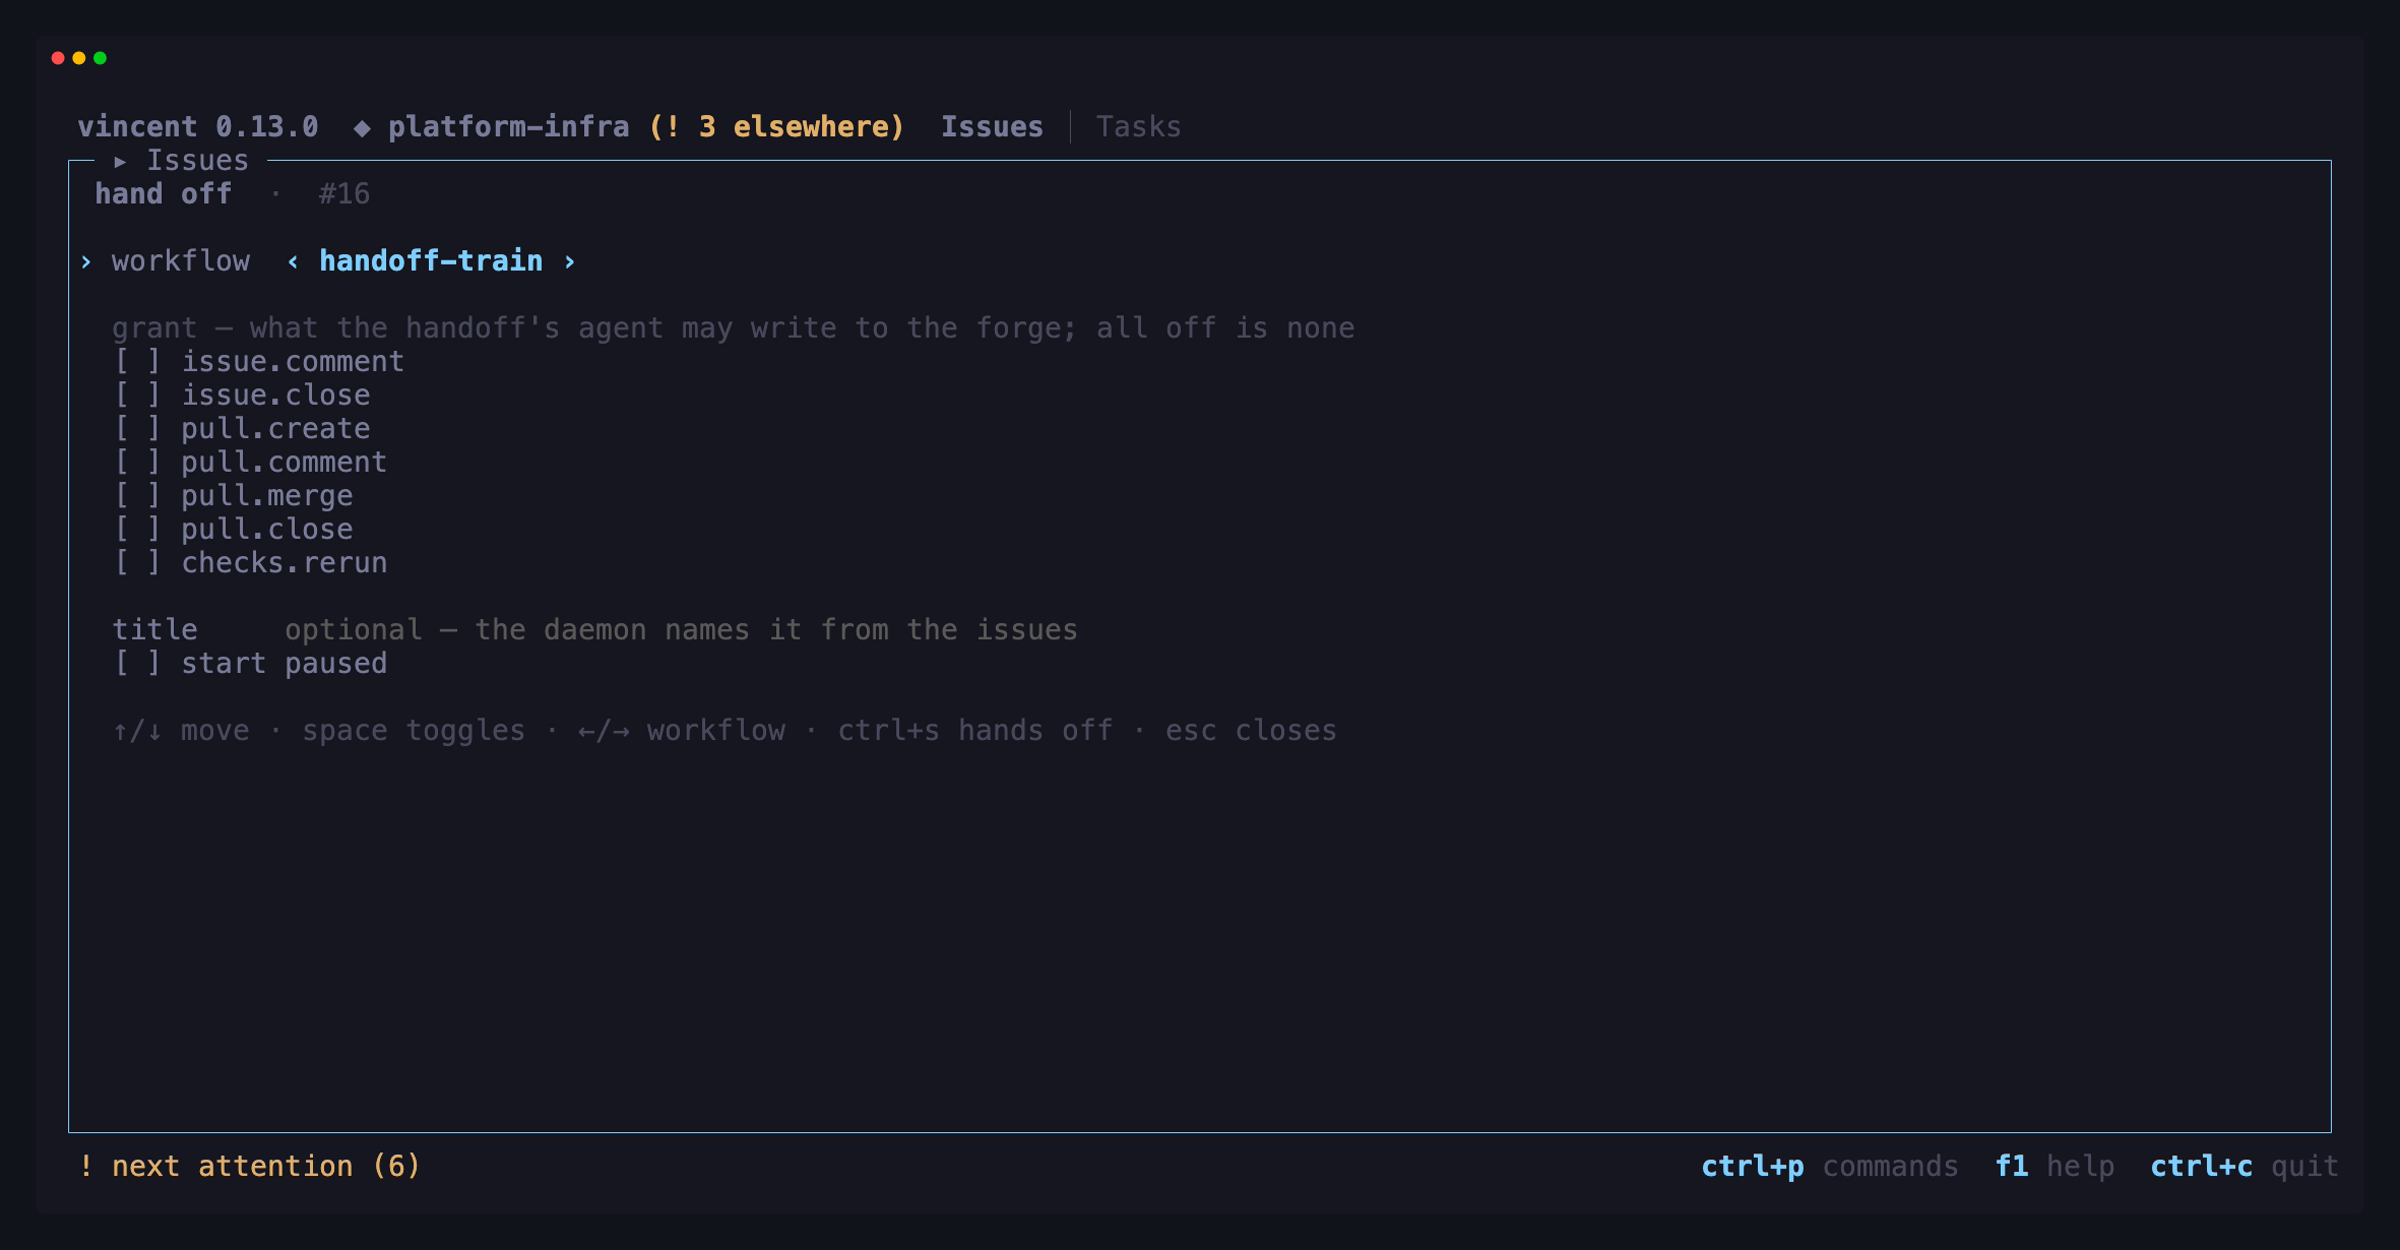 vincent 0.13.0 ◆ platform-infra (! 3 elsewhere) Issues │ Tasks
▸ Issues
hand off · #16
› workflow ‹ handoff-train ›
grant — what the handoff's agent may write to the forge; all off is none
[ ] issue.comment
[ ] issue.close
[ ] pull.create
[ ] pull.comment
[ ] pull.merge
[ ] pull.close
[ ] checks.rerun
title optional — the daemon names it from the issues
[ ] start paused
↑/↓ move · space toggles · ←/→ workflow · ctrl+s hands off · esc closes
! next attention (6) ctrl+p commands f1 help ctrl+c quit